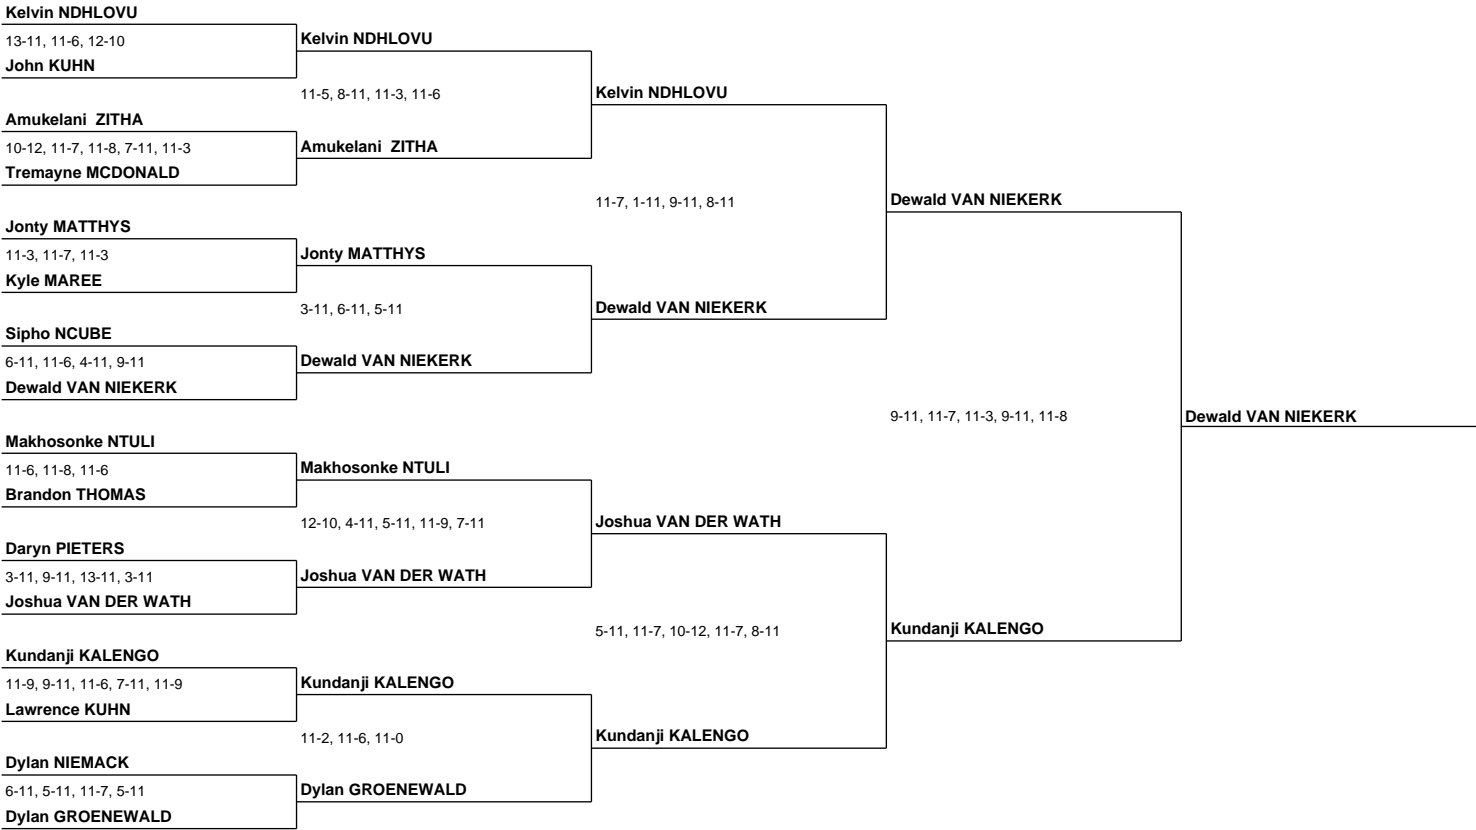 Kelvin NDHLOVU
13-11, 11-6, 12-10
John KUHN
Amukelani  ZITHA
10-12, 11-7, 11-8, 7-11, 11-3
Tremayne MCDONALD
Jonty MATTHYS
11-3, 11-7, 11-3
Kyle MAREE
Sipho NCUBE
6-11, 11-6, 4-11, 9-11
Dewald VAN NIEKERK
Makhosonke NTULI
11-6, 11-8, 11-6
Brandon THOMAS
Daryn PIETERS
3-11, 9-11, 13-11, 3-11
Joshua VAN DER WATH
Kundanji KALENGO
11-9, 9-11, 11-6, 7-11, 11-9
Lawrence KUHN
Dylan NIEMACK
6-11, 5-11, 11-7, 5-11
Dylan GROENEWALD
Kelvin NDHLOVU
11-5, 8-11, 11-3, 11-6
Amukelani  ZITHA
Jonty MATTHYS
3-11, 6-11, 5-11
Dewald VAN NIEKERK
Makhosonke NTULI
12-10, 4-11, 5-11, 11-9, 7-11
Joshua VAN DER WATH
Kundanji KALENGO
11-2, 11-6, 11-0
Dylan GROENEWALD
Kelvin NDHLOVU
11-7, 1-11, 9-11, 8-11
Dewald VAN NIEKERK
Joshua VAN DER WATH
5-11, 11-7, 10-12, 11-7, 8-11
Kundanji KALENGO
Dewald VAN NIEKERK
9-11, 11-7, 11-3, 9-11, 11-8
Kundanji KALENGO
Dewald VAN NIEKERK